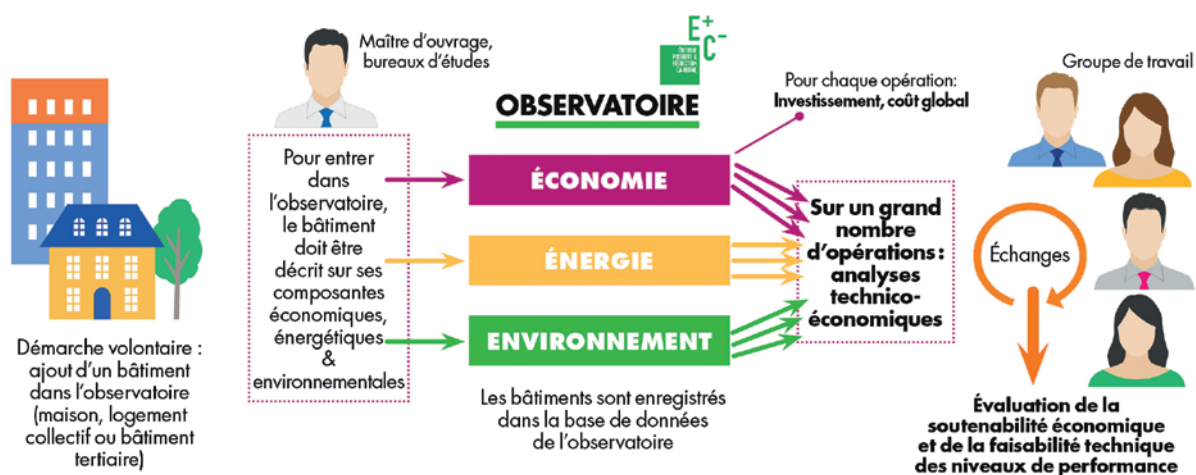 Démarche volontaire :
ajout d'un bâtiment
dans l'observatoire
(maison, logement
collectif ou bâtiment
tertiaire)
Maître d'ouvrage,
bureaux d'études
Pour entrer
dans
l'observatoire,
le bâtiment
doit être
décrit sur ses
composantes
économiques,
énergétiques
&
environnementales
E+
C-
ÉNERGIE
POSITIVE &
RÉDUCTION
CARBONE
OBSERVATOIRE
ÉCONOMIE
ÉNERGIE
ENVIRONNEMENT
Les bâtiments sont enregistrés
dans la base de données
de l'observatoire
Pour chaque opération:
Investissement, coût global
Sur un grand
nombre
d'opérations :
analyses
technico-
économiques
Groupe de travail
Échanges
Évaluation de la
soutenabilité économique
et de la faisabilité technique
des niveaux de performance